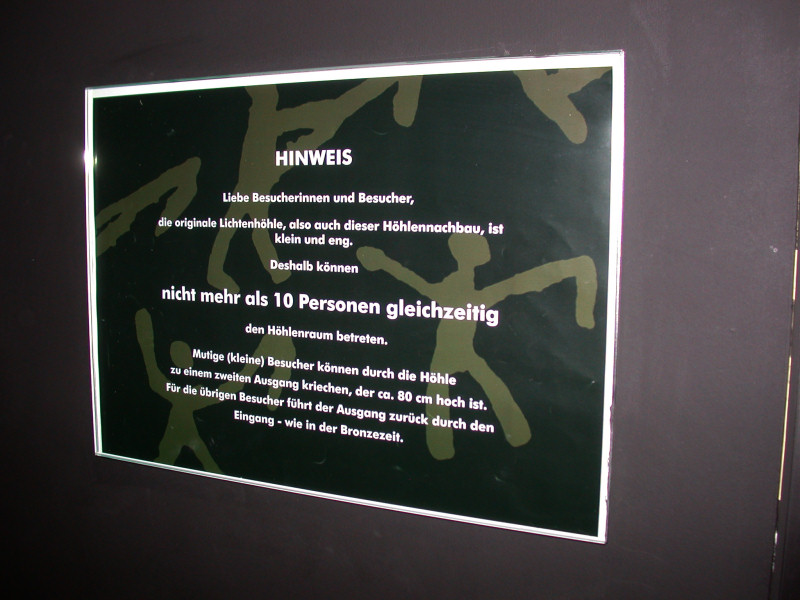 HINWEIS
Liebe Besucherinnen und Besucher,
die originale Lichtenhöhle, also auch dieser Höhlennachbau, ist
klein und eng.
Deshalb können
nicht mehr als 10 Personen gleichzeitig
den Höhlenraum betreten.
Mutige (kleine) Besucher können durch die Höhle
zu einem zweiten Ausgang kriechen, der ca. 80 cm hoch ist.
Für die übrigen Besucher führt der Ausgang zurück durch den
Eingang - wie in der Bronzezeit.